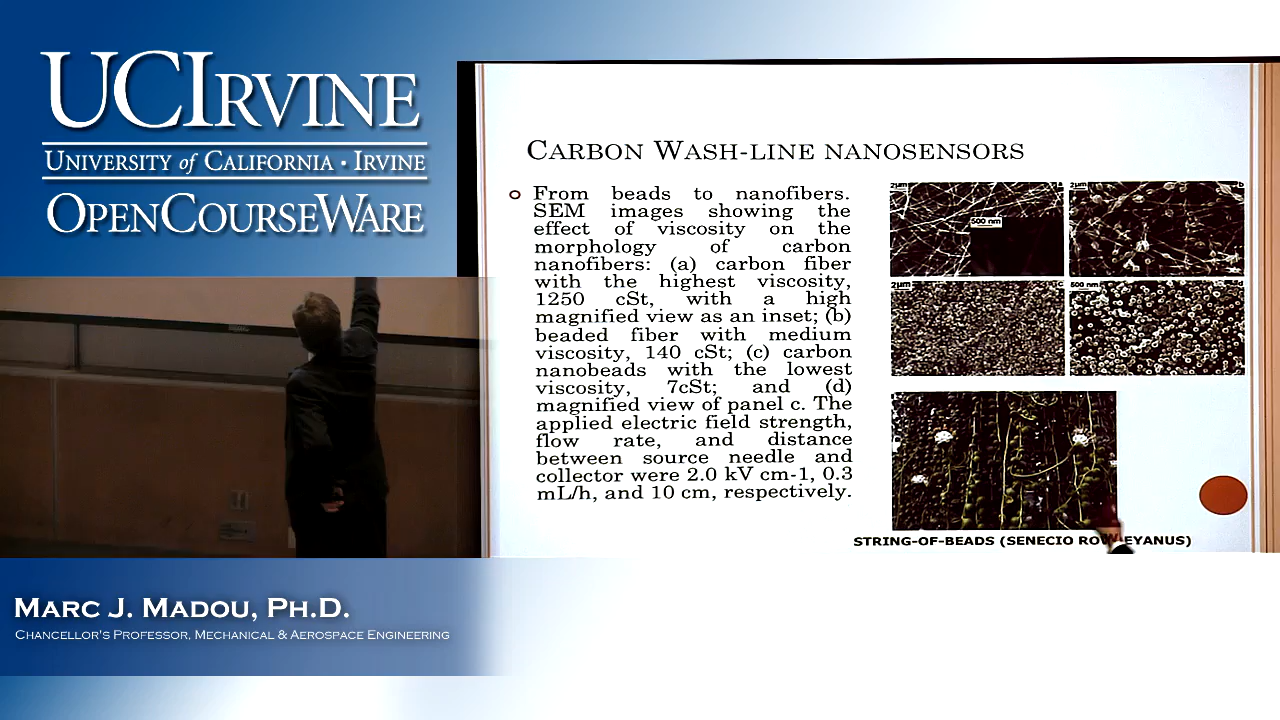 UCIRVINE
UNIVERSITY of CALIFORNIA · IRVINE
OPENCOURSEWARE
CARBON WASH-LINE NANOSENSORS
From beads to nanofibers.
SEM images showing the
effect of viscosity on the
morphology of carbon
nanofibers: (a) carbon fiber
with the highest viscosity,
1250 cSt, with a high
magnified view as an inset; (b)
beaded fiber with medium
viscosity, 140 cSt; (c) carbon
nanobeads with the lowest
viscosity, 7cSt; and (d)
magnified view of panel c. The
applied electric field strength,
flow rate, and distance
between source needle and
collector were 2.0 kV cm-1, 0.3
mL/h, and 10 cm, respectively.
2µm
500 nm
2µm
2µm
500 nm
STRING-OF-BEADS (SENECIO
MARC J. MADOU, PH.D.
CHANCELLOR'S PROFESSOR, MECHANICAL & AEROSPACE ENGINEERING